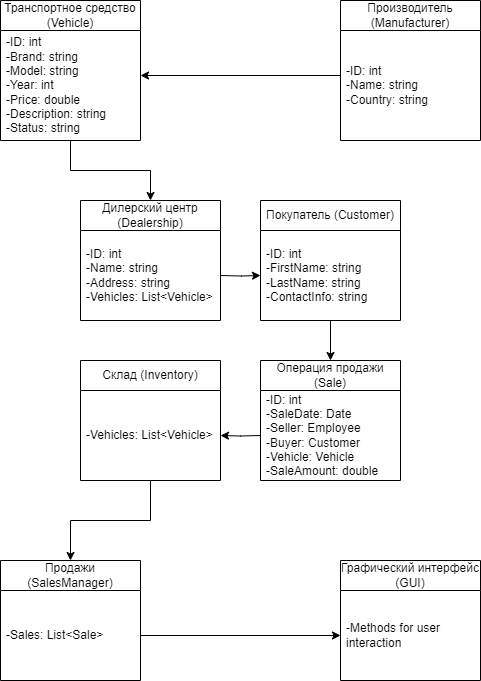 Транспортное средство
(Vehicle)
-ID: int
-Brand: string
-Model: string
-Year: int
-Price: double
-Description: string
-Status: string
Производитель
(Manufacturer)
-ID: int
-Name: string
-Country: string
Дилерский центр
(Dealership)
-ID: int
-Name: string
-Address: string
-Vehicles: List<Vehicle>
Покупатель (Customer)
-ID: int
-FirstName: string
-LastName: string
-ContactInfo: string
Склад (Inventory)
-Vehicles: List<Vehicle>
Операция продажи
(Sale)
-ID: int
-SaleDate: Date
-Seller: Employee
-Buyer: Customer
-Vehicle: Vehicle
-SaleAmount: double
Продажи
(SalesManager)
-Sales: List<Sale>
Графический интерфейс
(GUI)
-Methods for user
interaction